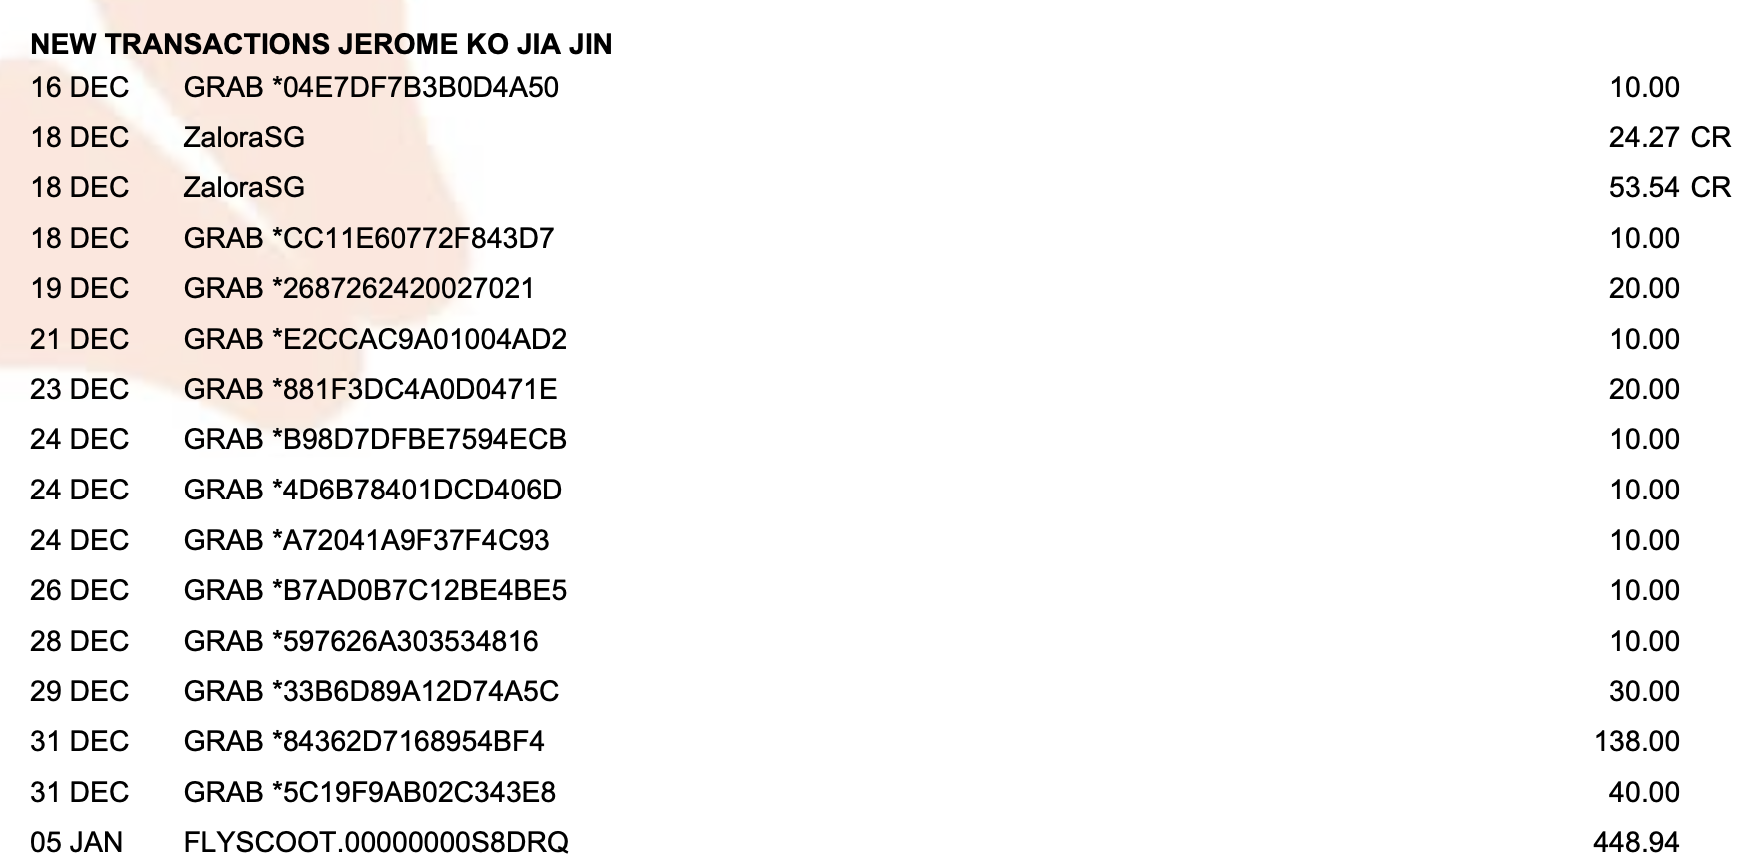 NEW TRANSACTIONS JEROME KO JIA JIN
16 DEC GRAB *04E7DF7B3B0D4A50 10.00
18 DEC ZaloraSG 24.27 CR
18 DEC ZaloraSG 53.54 CR
18 DEC GRAB *CC11E60772F843D7 10.00
19 DEC GRAB *2687262420027021 20.00
21 DEC GRAB *E2CCAC9A01004AD2 10.00
23 DEC GRAB *881F3DC4A0D0471E 20.00
24 DEC GRAB *B98D7DFBE7594ECB 10.00
24 DEC GRAB *4D6B78401DCD406D 10.00
24 DEC GRAB *A72041A9F37F4C93 10.00
26 DEC GRAB *B7AD0B7C12BE4BE5 10.00
28 DEC GRAB *597626A303534816 10.00
29 DEC GRAB *33B6D89A12D74A5C 30.00
31 DEC GRAB *84362D7168954BF4 138.00
31 DEC GRAB *5C19F9AB02C343E8 40.00
05 JAN FLYSCOOT.00000000S8DRQ 448.94